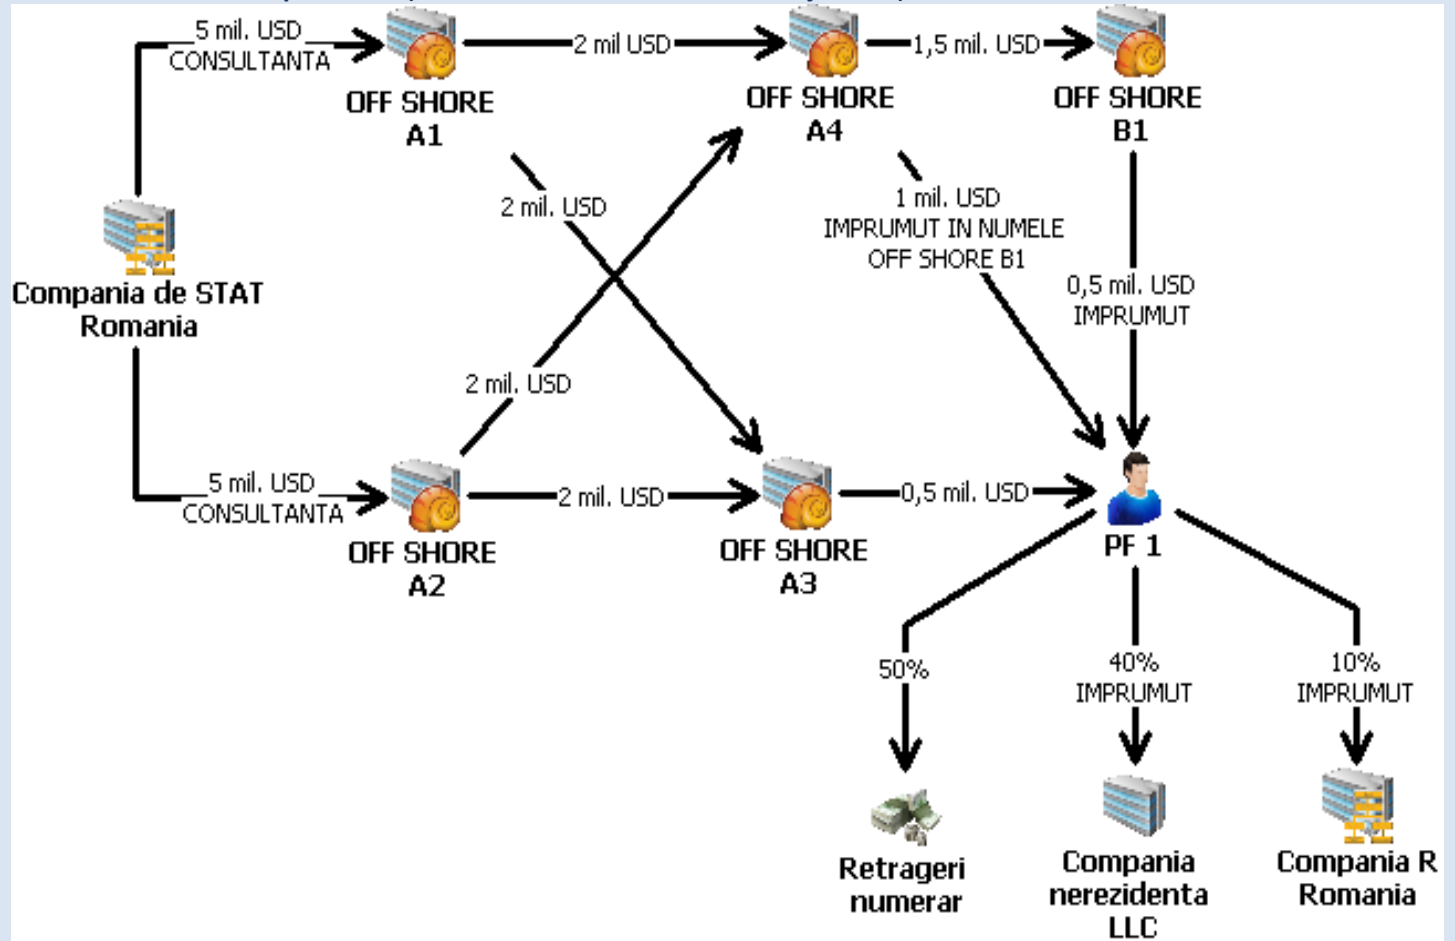 5 mil. USD
CONSULTANTA
OFF SHORE
A1
2 mil USD
OFF SHORE
A4
1,5 mil. USD
OFF SHORE
B1
2 mil. USD
1 mil. USD
IMPRUMUT IN NUMELE
OFF SHORE B1
0,5 mil. USD
IMPRUMUT
Compania de STAT
Romania
2 mil. USD
5 mil. USD
CONSULTANTA
OFF SHORE
A2
2 mil. USD
OFF SHORE
A3
0,5 mil. USD
PF 1
50%
40%
IMPRUMUT
10%
IMPRUMUT
Retrageri
numerar
Compania
nerezidenta
LLC
Compania R
Romania